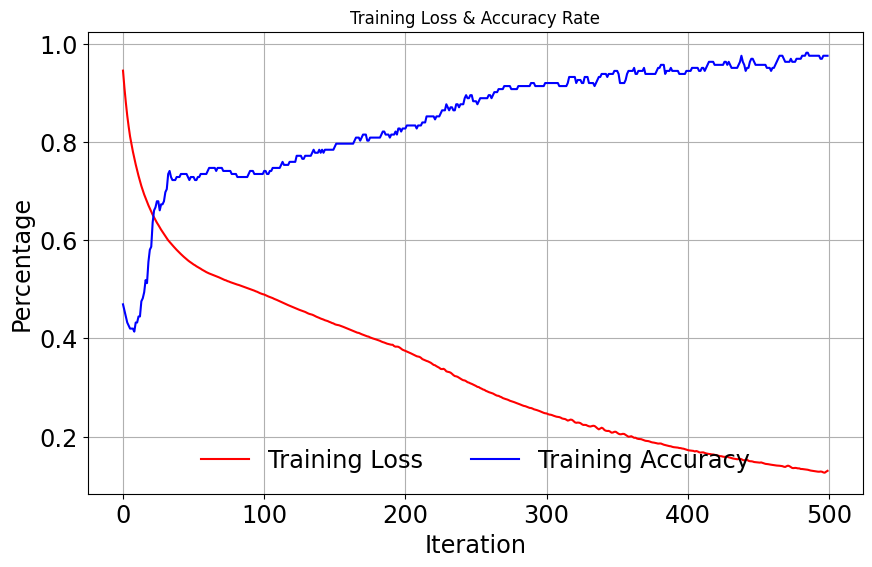 Training Loss & Accuracy Rate
1.0
0.8
0.6
0.4
0.2
Percentage
Training Loss
Training Accuracy
0
100
200
300
400
500
Iteration